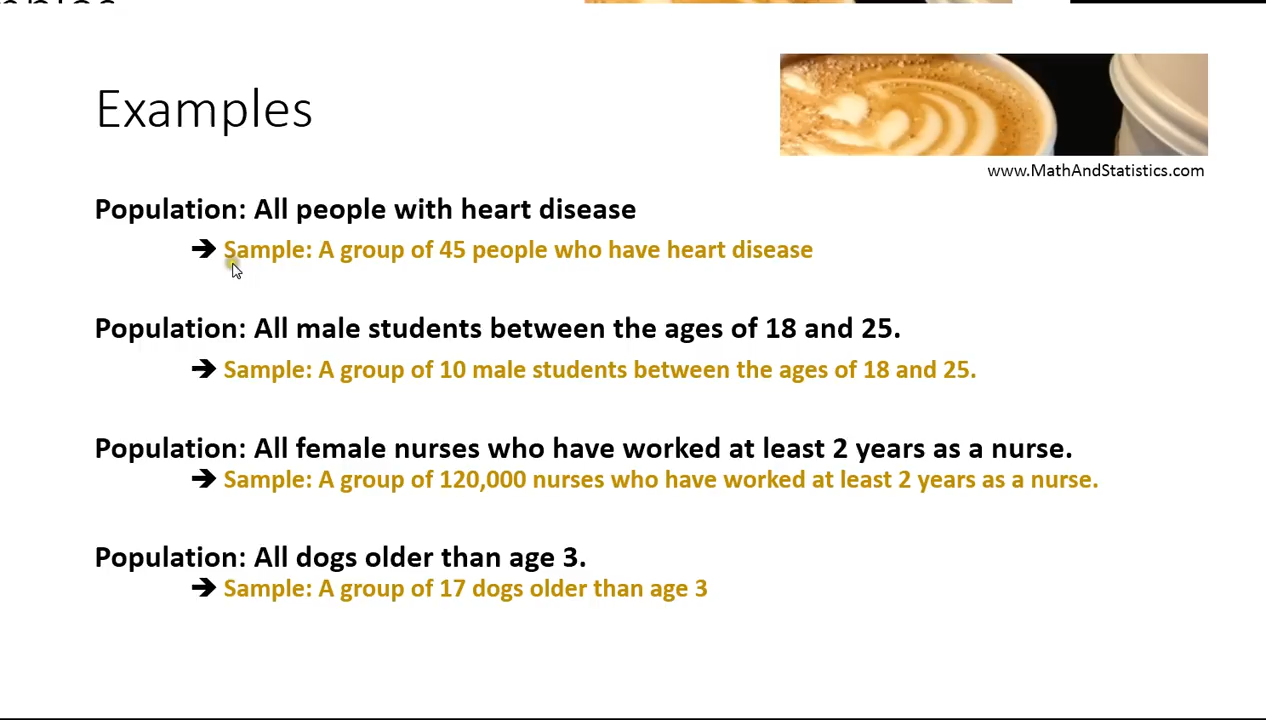 Examples
www.MathAndStatistics.com
Population: All people with heart disease
➔ Sample: A group of 45 people who have heart disease
Population: All male students between the ages of 18 and 25.
➔ Sample: A group of 10 male students between the ages of 18 and 25.
Population: All female nurses who have worked at least 2 years as a nurse.
➔ Sample: A group of 120,000 nurses who have worked at least 2 years as a nurse.
Population: All dogs older than age 3.
➔ Sample: A group of 17 dogs older than age 3